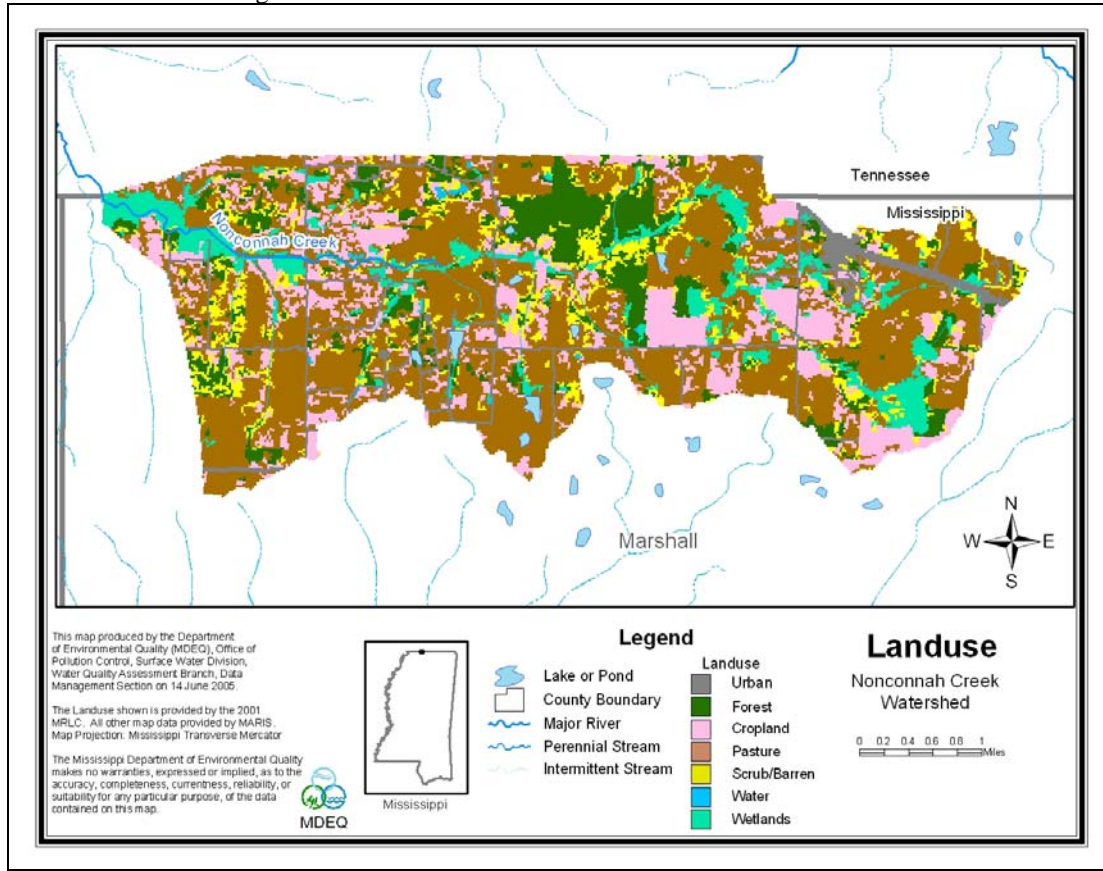 Tennessee
Mississippi
Nonconnah Creek
Marshall
N
W E
S
This map produced by the Department
of Environmental Quality (MDEQ), Office of
Pollution Control, Surface Water Division,
Water Quality Assessment Branch, Data
Management Section on 14 June 2005.
The Landuse shown is provided by the 2001
MRLC. All other map data provided by MARIS.
Map Projection: Mississippi Transverse Mercator
The Mississippi Department of Environmental Quality
makes no warranties, expressed or implied, as to the
accuracy, completeness, currentness, reliability, or
suitability for any particular purpose, of the data
contained on this map.
MDEQ
Mississippi
Legend
Lake or Pond
County Boundary
Major River
Perennial Stream
Intermittent Stream
Landuse
Urban
Forest
Cropland
Pasture
Scrub/Barren
Water
Wetlands
Landuse
Nonconnah Creek
Watershed
0 0.2 0.4 0.6 0.8 1
Miles